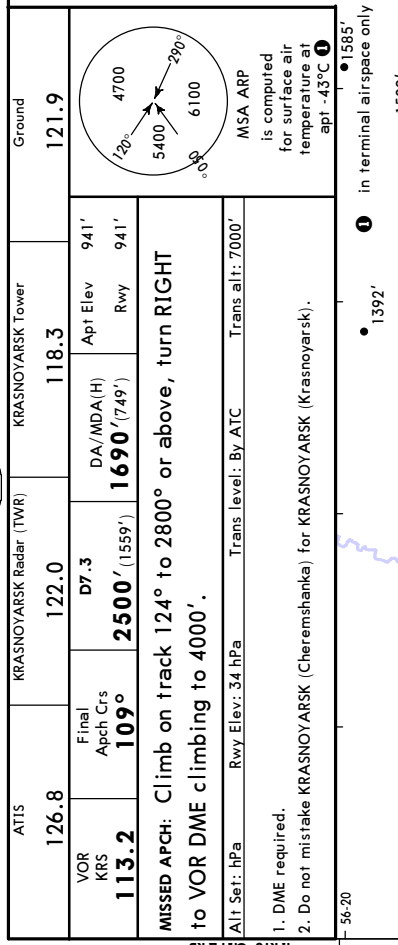 ATIS
126.8
KRASNOYARSK Radar (TWR)
122.0
KRASNOYARSK Tower
118.3
Ground
121.9
VOR
KRS
113.2
Final
Apch Crs
109°
D7.3
2500′(1559′)
DA/MDA(H)
1690′(749′)
Apt Elev 941′
Rwy 941′
MISSED APCH: Climb on track 124° to 2800° or above, turn RIGHT
to VOR DME climbing to 4000′.
Alt Set: hPa Rwy Elev: 34 hPa Trans level: By ATC Trans alt: 7000′
1. DME required.
2. Do not mistake KRASNOYARSK (Cheremshanka) for KRASNOYARSK (Krasnoyarsk).
4700
290°
120°
6100
5400
MSA ARP
is computed
for surface air
temperature at
apt -43°C ❶
56-20
1392′
❶ in terminal airspace only
1585′